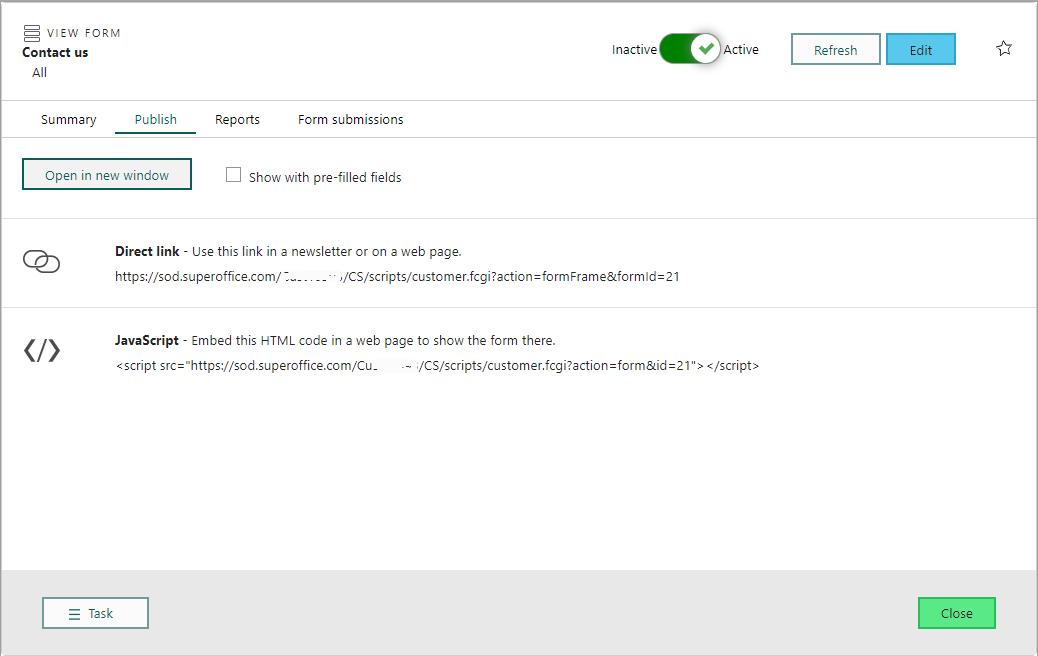 VIEW FORM
Contact us
All
Inactive Active Refresh Edit
Summary Publish Reports Form submissions
Open in new window Show with pre-filled fields
Direct link - Use this link in a newsletter or on a web page.
https://sod.superoffice.com/ /CS/scripts/customer.fcgi?action=formFrame&formId=21
JavaScript - Embed this HTML code in a web page to show the form there.
<script src="https://sod.superoffice.com/Cu /CS/scripts/customer.fcgi?action=form&id=21"></script>
Task Close